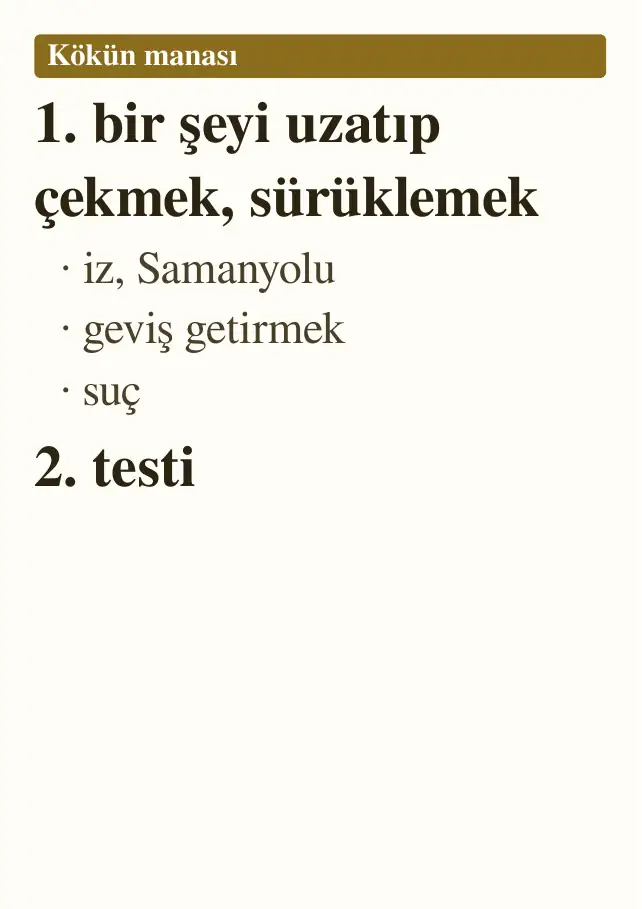 Kökün manası
1. bir şeyi uzatıp
çekmek, sürüklemek
· iz, Samanyolu
· geviş getirmek
· suç
2. testi